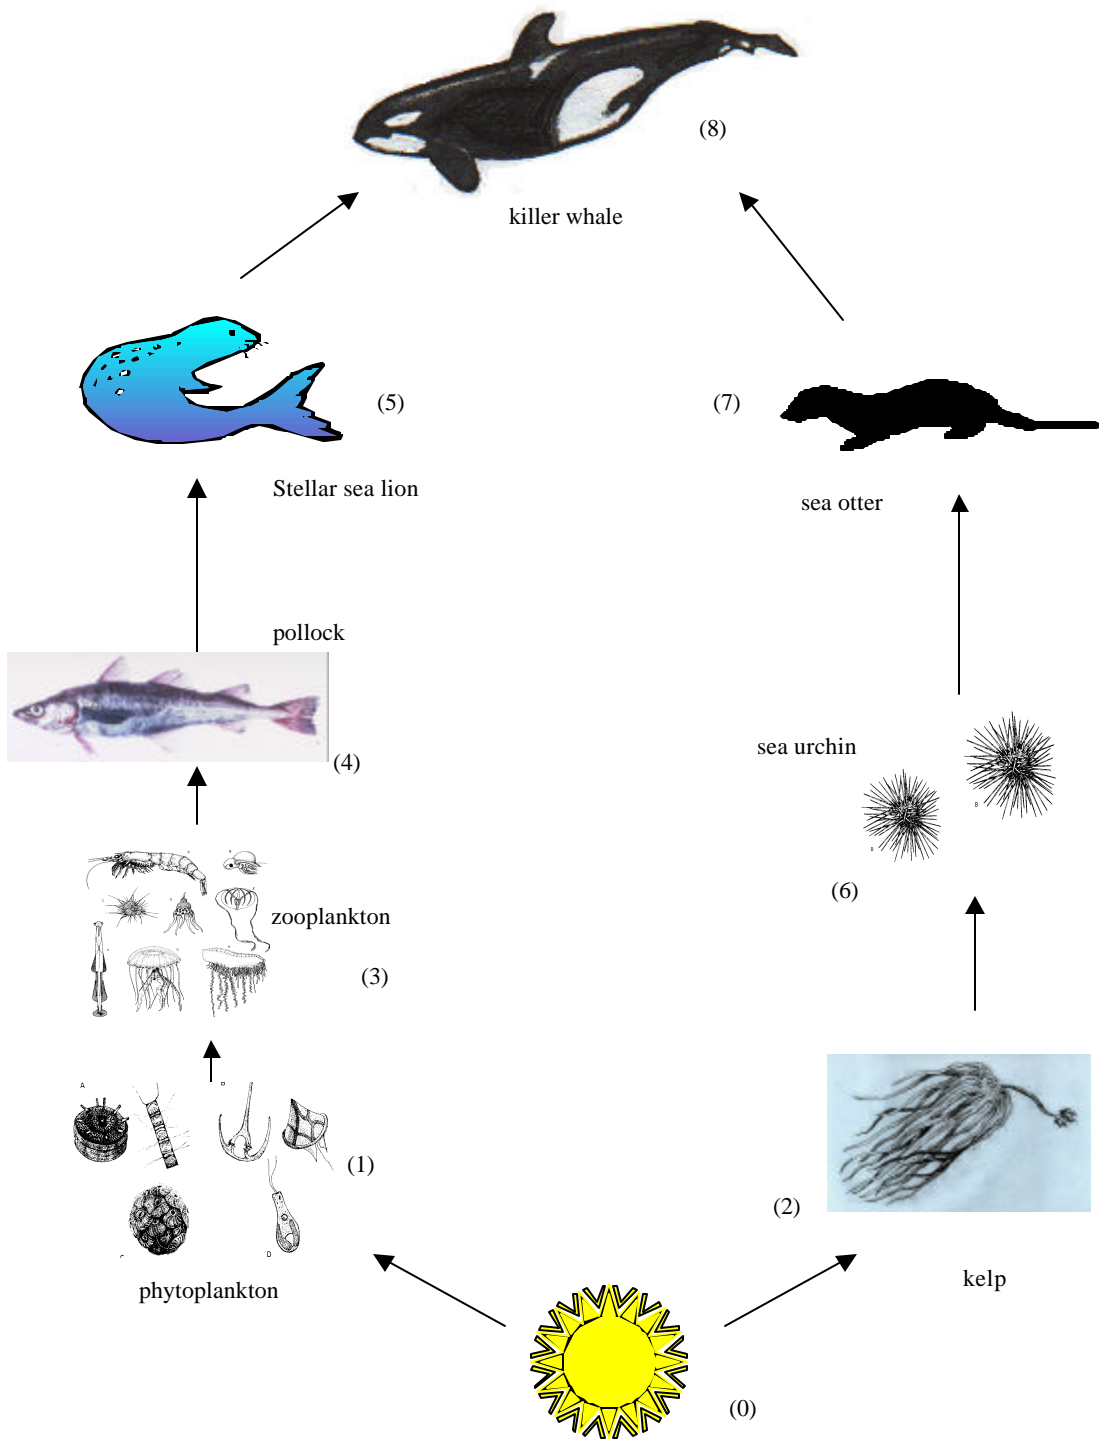 (8)
killer whale
(5)
(7)
Stellar sea lion
sea otter
pollock
(4)
sea urchin
(6)
zooplankton
(3)
A
(1)
(2)
D
phytoplankton
kelp
(0)